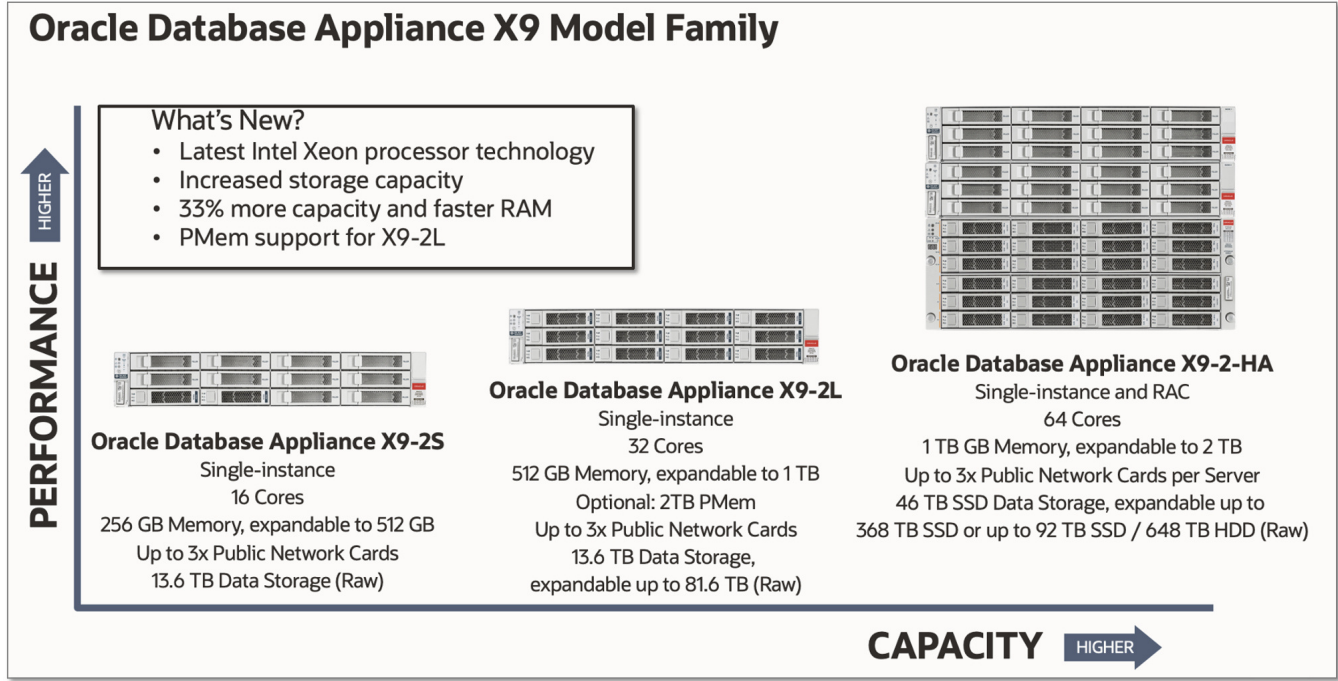 Oracle Database Appliance X9 Model Family
What's New?
• Latest Intel Xeon processor technology
• Increased storage capacity
• 33% more capacity and faster RAM
• PMem support for X9-2L
PERFORMANCE
HIGHER
Oracle Database Appliance X9-2S
Single-instance
16 Cores
256 GB Memory, expandable to 512 GB
Up to 3x Public Network Cards
13.6 TB Data Storage (Raw)
Oracle Database Appliance X9-2L
Single-instance
32 Cores
512 GB Memory, expandable to 1 TB
Optional: 2TB PMem
Up to 3x Public Network Cards
13.6 TB Data Storage,
expandable up to 81.6 TB (Raw)
Oracle Database Appliance X9-2-HA
Single-instance and RAC
64 Cores
1 TB GB Memory, expandable to 2 TB
Up to 3x Public Network Cards per Server
46 TB SSD Data Storage, expandable up to
368 TB SSD or up to 92 TB SSD / 648 TB HDD (Raw)
CAPACITY
HIGHER